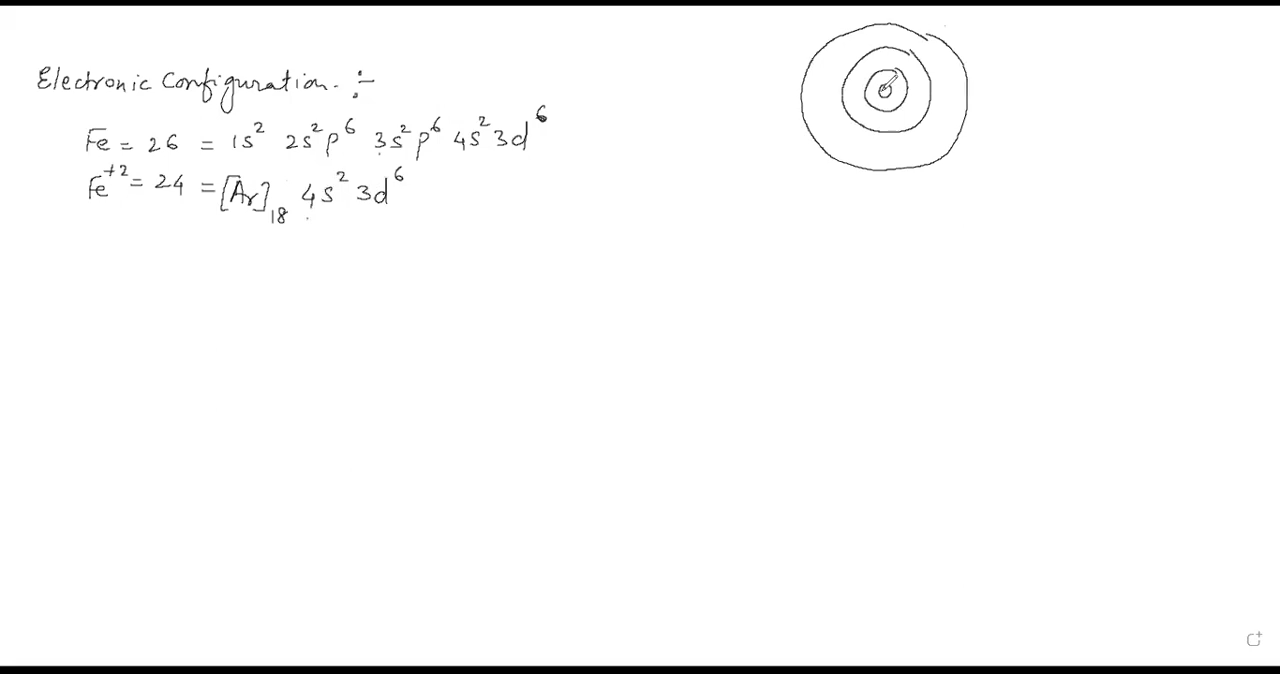 Electronic Configuration. :-
Fe = 26 = 1s² 2s²p⁶ 3s²p⁶ 4s² 3d⁶
Fe⁺² = 24 = [Ar]₁₈ 4s² 3d⁶